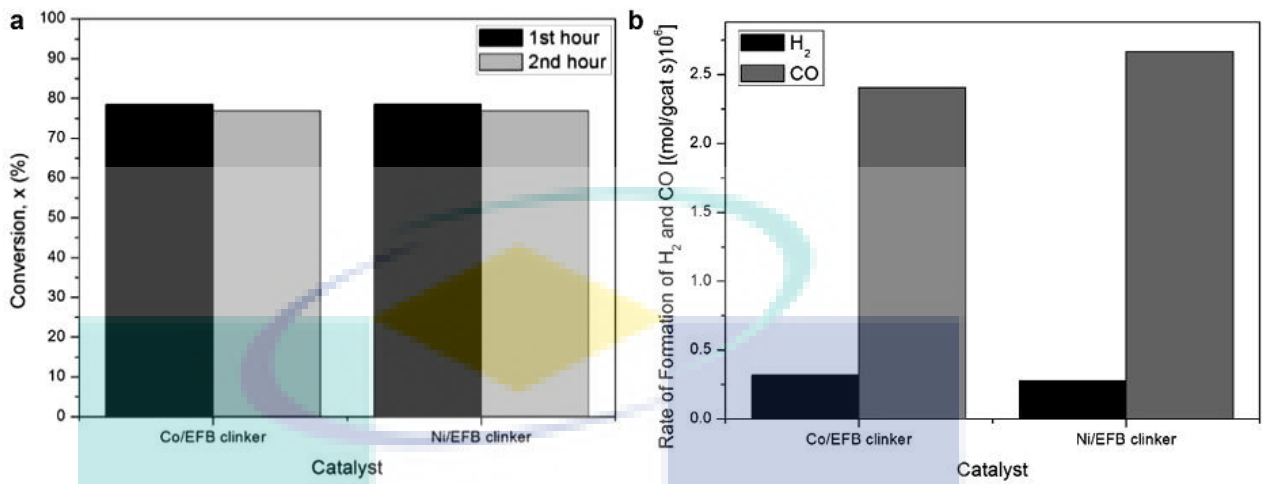 a
100
90
80
70
60
50
40
30
20
10
0
Conversion, x (%)
1st hour
2nd hour
Co/EFB clinker
Ni/EFB clinker
Catalyst
b
Rate of Formation of H₂ and CO [(mol/gcat s)10⁶]
2.5
2.0
1.5
1.0
0.5
0.0
H₂
CO
Co/EFB clinker
Ni/EFB clinker
Catalyst